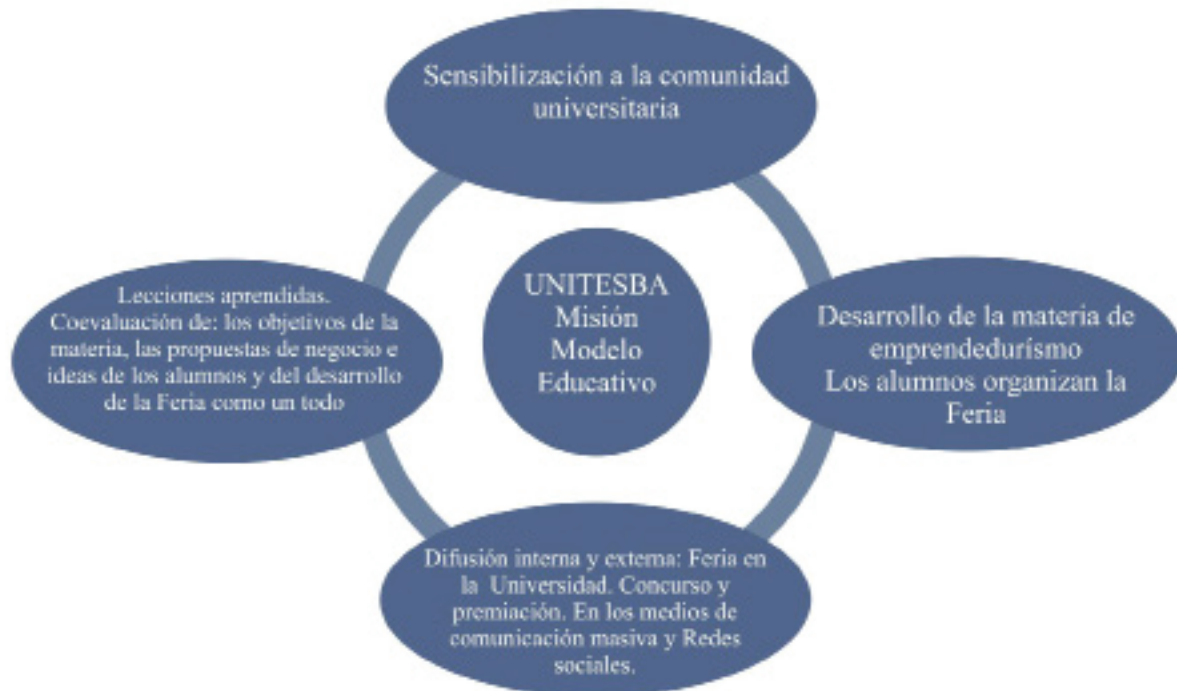 Sensibilización a la comunidad
universitaria
UNITESBA
Misión
Modelo
Educativo
Lecciones aprendidas.
Coevaluación de: los objetivos de la
materia, las propuestas de negocio e
ideas de los alumnos y del desarrollo
de la Feria como un todo
Desarrollo de la materia de
emprendedurísmo
Los alumnos organizan la
Feria
Difusión interna y externa: Feria en
la Universidad. Concurso y
premiación. En los medios de
comunicación masiva y Redes
sociales.